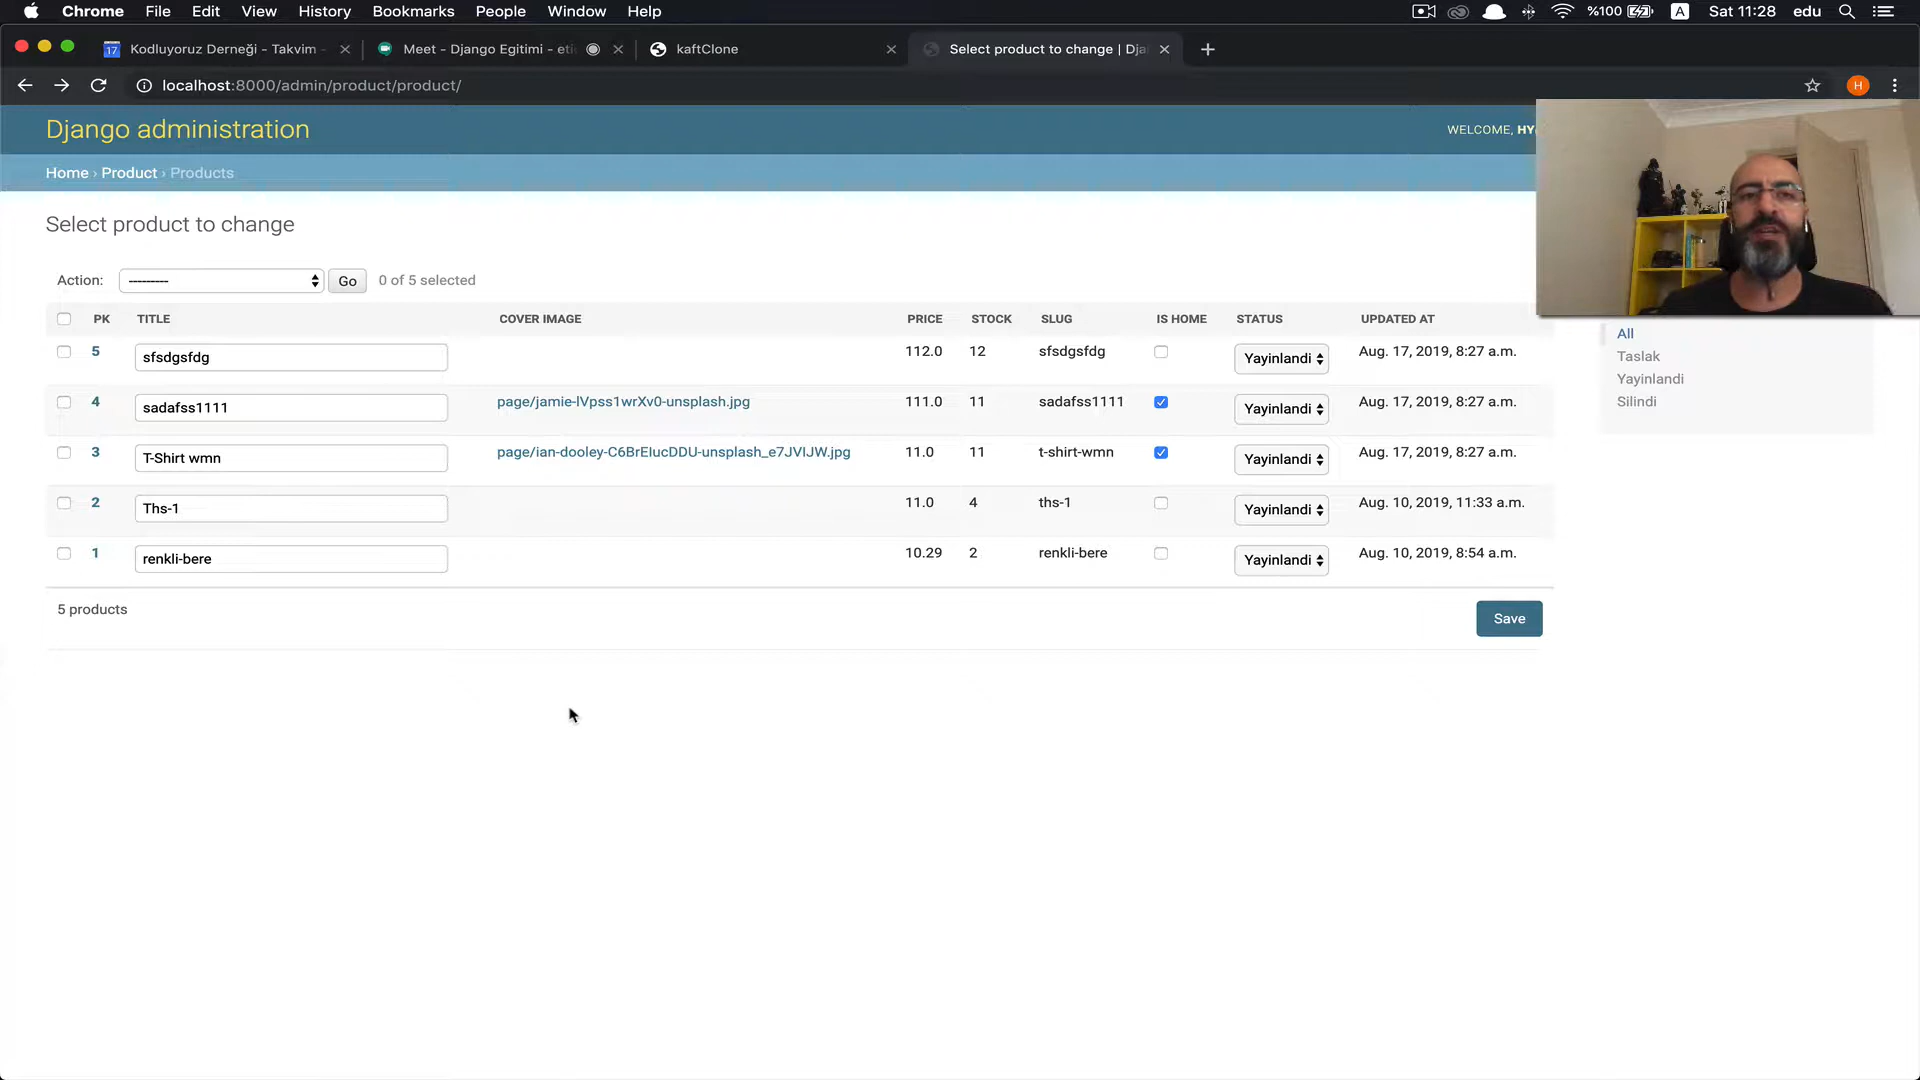 Chrome File Edit View History Bookmarks People Window Help %100 A Sat 11:28 edu
17 Kodluyoruz Derneği - Takvim - Meet - Django Egitimi - eti kaftClone Select product to change | Dja
localhost:8000/admin/product/product/ H
Django administration WELCOME, HY
Home › Product › Products
Select product to change
Action: --------- Go 0 of 5 selected
PK TITLE COVER IMAGE PRICE STOCK SLUG IS HOME STATUS UPDATED AT
5 sfsdgsfdg 112.0 12 sfsdgsfdg Yayinlandi Aug. 17, 2019, 8:27 a.m.
4 sadafss1111 page/jamie-IVpss1wrXv0-unsplash.jpg 111.0 11 sadafss1111 Yayinlandi Aug. 17, 2019, 8:27 a.m.
3 T-Shirt wmn page/ian-dooley-C6BrEIucDDU-unsplash_e7JVIJW.jpg 11.0 11 t-shirt-wmn Yayinlandi Aug. 17, 2019, 8:27 a.m.
2 Ths-1 11.0 4 ths-1 Yayinlandi Aug. 10, 2019, 11:33 a.m.
1 renkli-bere 10.29 2 renkli-bere Yayinlandi Aug. 10, 2019, 8:54 a.m.
5 products Save
All
Taslak
Yayinlandi
Silindi